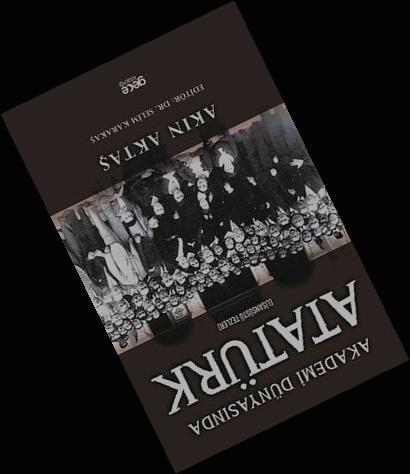 AKADEMİ DÜNYASINDA
ATATÜRK
(LİSANSÜSTÜ TEZLER)
AKIN AKTAŞ
EDİTÖR: DR. SELİM KARAKAŞ
gece